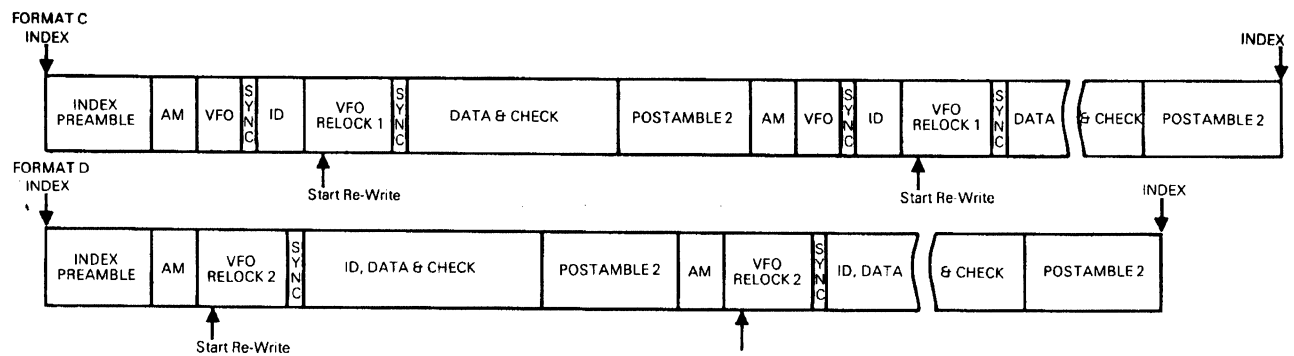 FORMAT C
INDEX
INDEX
INDEX PREAMBLE
AM
VFO
SYNC
ID
VFO RELOCK 1
SYNC
DATA & CHECK
POSTAMBLE 2
AM
VFO
SYNC
ID
VFO RELOCK 1
SYNC
DATA
& CHECK
POSTAMBLE 2
Start Re-Write
Start Re-Write
FORMAT D
INDEX
INDEX
INDEX PREAMBLE
AM
VFO RELOCK 2
SYNC
ID, DATA & CHECK
POSTAMBLE 2
AM
VFO RELOCK 2
SYNC
ID, DATA
& CHECK
POSTAMBLE 2
Start Re-Write